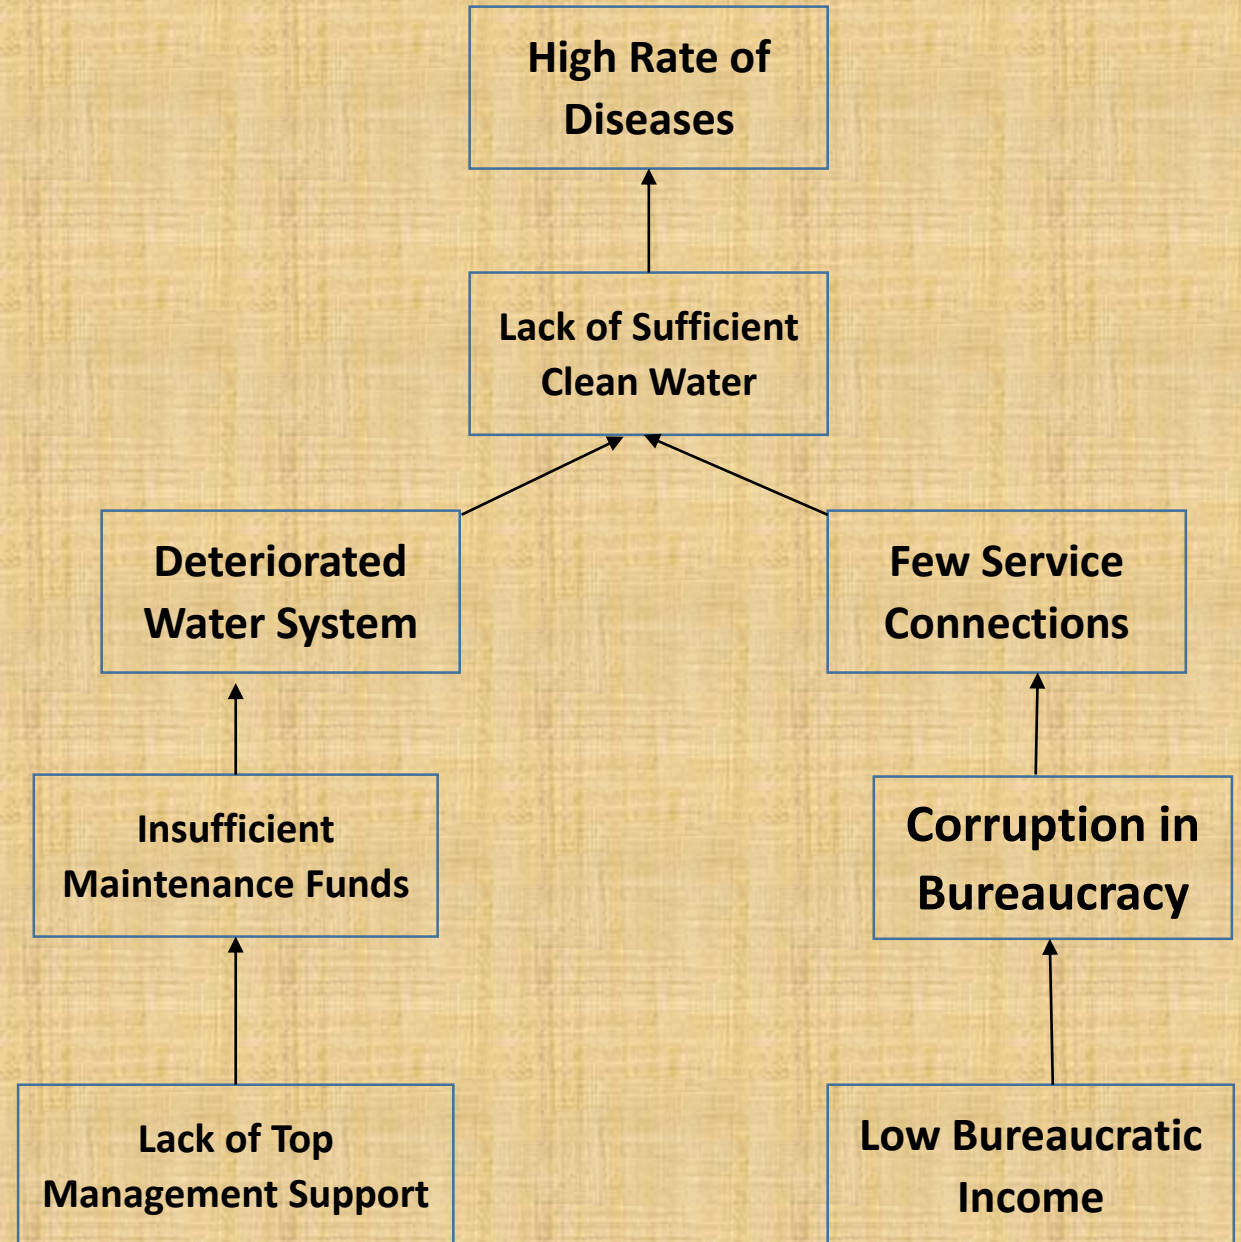 High Rate of
Diseases
Lack of Sufficient
Clean Water
Deteriorated
Water System
Few Service
Connections
Insufficient
Maintenance Funds
Corruption in
Bureaucracy
Lack of Top
Management Support
Low Bureaucratic
Income